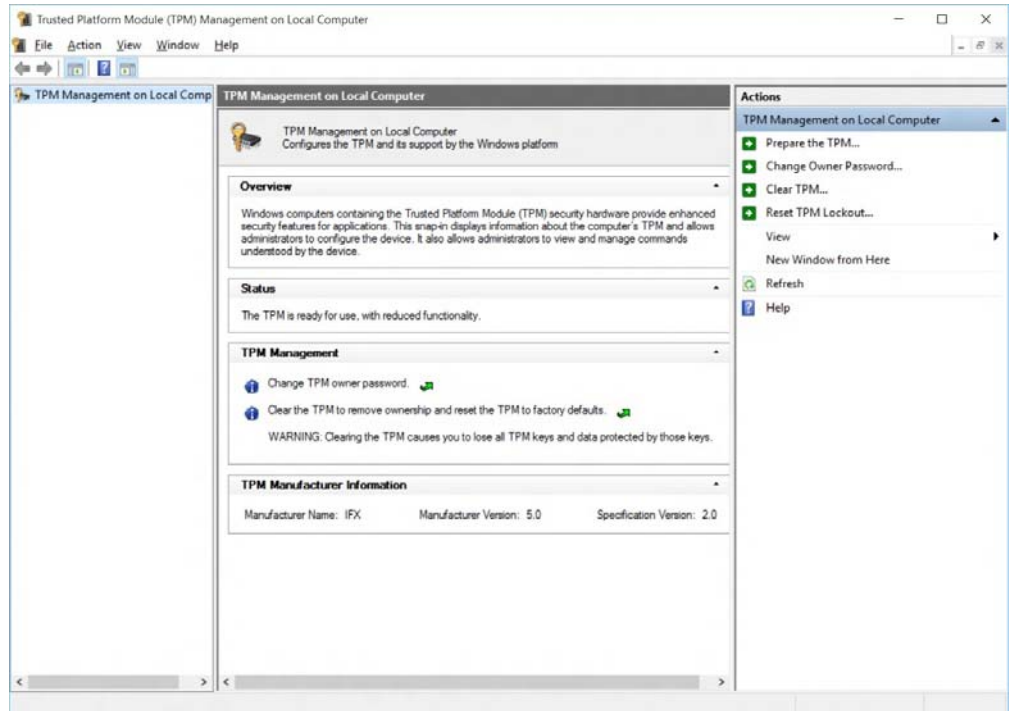 Trusted Platform Module (TPM) Management on Local Computer
File Action View Window Help
TPM Management on Local Comp
TPM Management on Local Computer
TPM Management on Local Computer
Configures the TPM and its support by the Windows platform
Overview
Windows computers containing the Trusted Platform Module (TPM) security hardware provide enhanced
security features for applications. This snap-in displays information about the computer's TPM and allows
administrators to configure the device. It also allows administrators to view and manage commands
understood by the device.
Status
The TPM is ready for use, with reduced functionality.
TPM Management
Change TPM owner password.
Clear the TPM to remove ownership and reset the TPM to factory defaults.
WARNING: Clearing the TPM causes you to lose all TPM keys and data protected by those keys.
TPM Manufacturer Information
Manufacturer Name: IFX Manufacturer Version: 5.0 Specification Version: 2.0
Actions
TPM Management on Local Computer
Prepare the TPM...
Change Owner Password...
Clear TPM...
Reset TPM Lockout...
View
New Window from Here
Refresh
Help